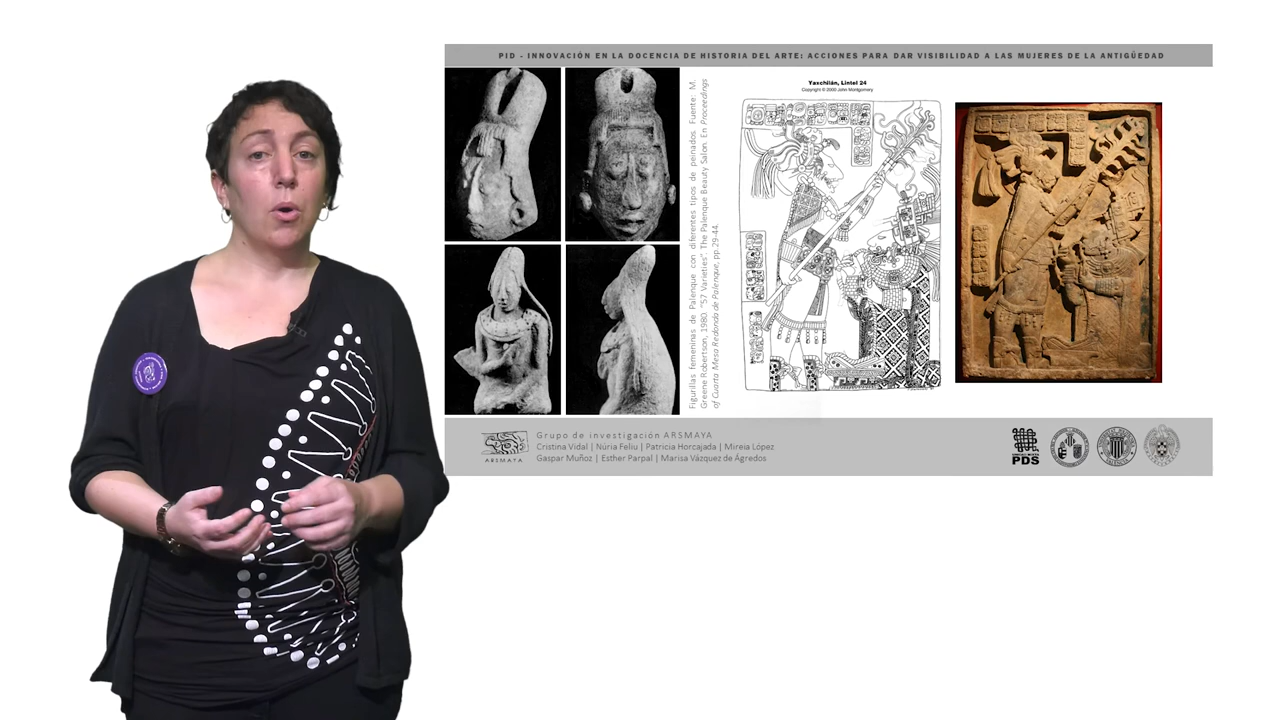 PID - INNOVACIÓN EN LA DOCENCIA DE HISTORIA DEL ARTE: ACCIONES PARA DAR VISIBILIDAD A LAS MUJERES DE LA ANTIGÜEDAD
Figurillas femeninas de Palenque con diferentes tipos de peinados. Fuente: M.
Greene Robertson, 1980. "57 Varieties". The Palenque Beauty Salon. En Proceedings
of Cuarta Mesa Redonda de Palenque, pp.29-44.
Yaxchilán, Lintel 24
Copyright © 2000 John Montgomery
ARSMAYA
Grupo de investigación ARSMAYA
Cristina Vidal | Núria Feliu | Patricia Horcajada | Mireia López
Gaspar Muñoz | Esther Parpal | Marisa Vázquez de Ágredos
PDS